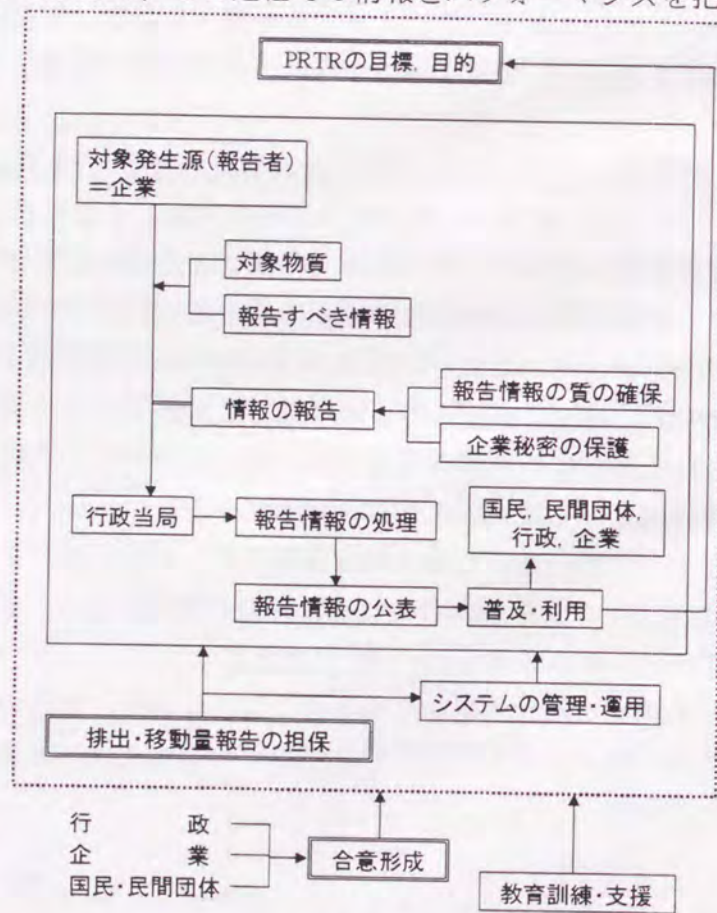 PRTRの目標, 目的
対象発生源(報告者)
＝企業
対象物質
報告すべき情報
情報の報告
報告情報の質の確保
企業秘密の保護
行政当局
報告情報の処理
国民, 民間団体,
行政, 企業
報告情報の公表
普及・利用
システムの管理・運用
排出・移動量報告の担保
行　　　政
企　　　業
国民・民間団体
合意形成
教育訓練・支援